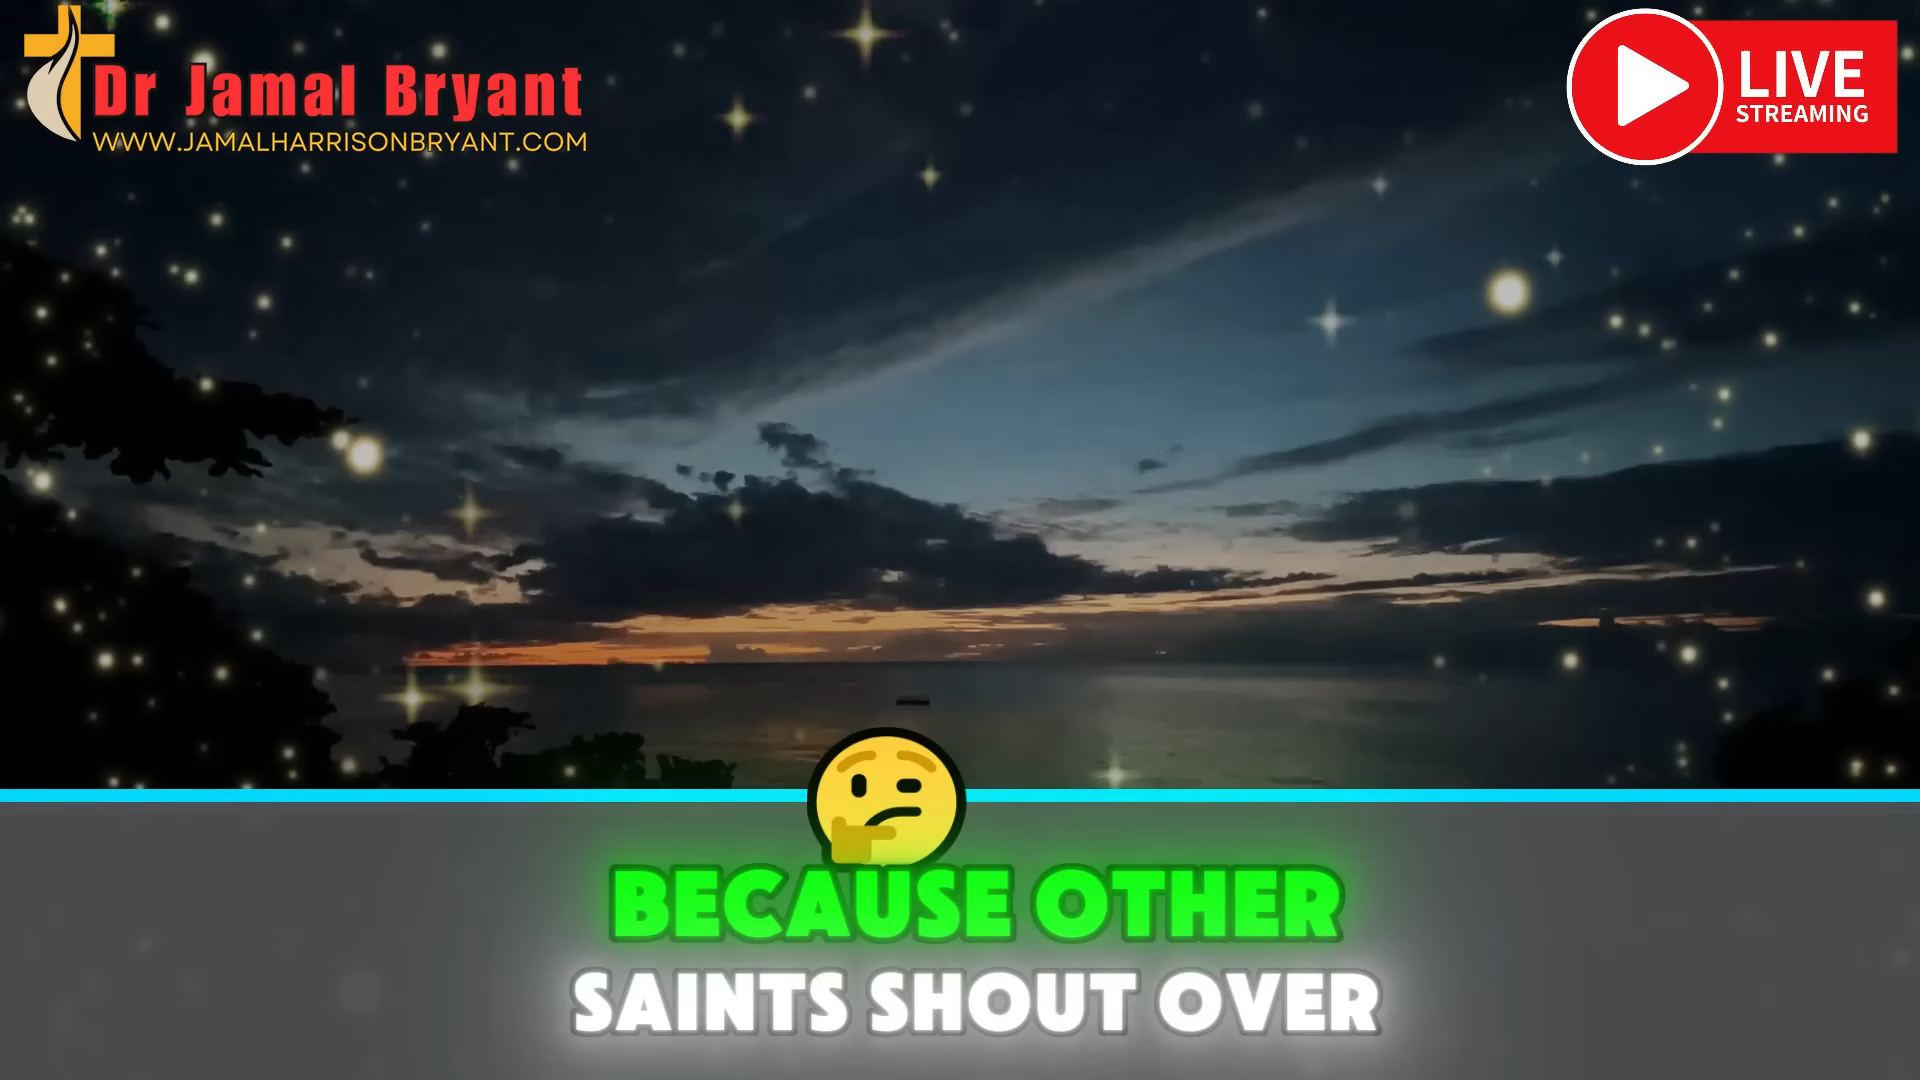 Dr Jamal Bryant
WWW.JAMALHARRISONBRYANT.COM
LIVE
STREAMING
BECAUSE OTHER
SAINTS SHOUT OVER